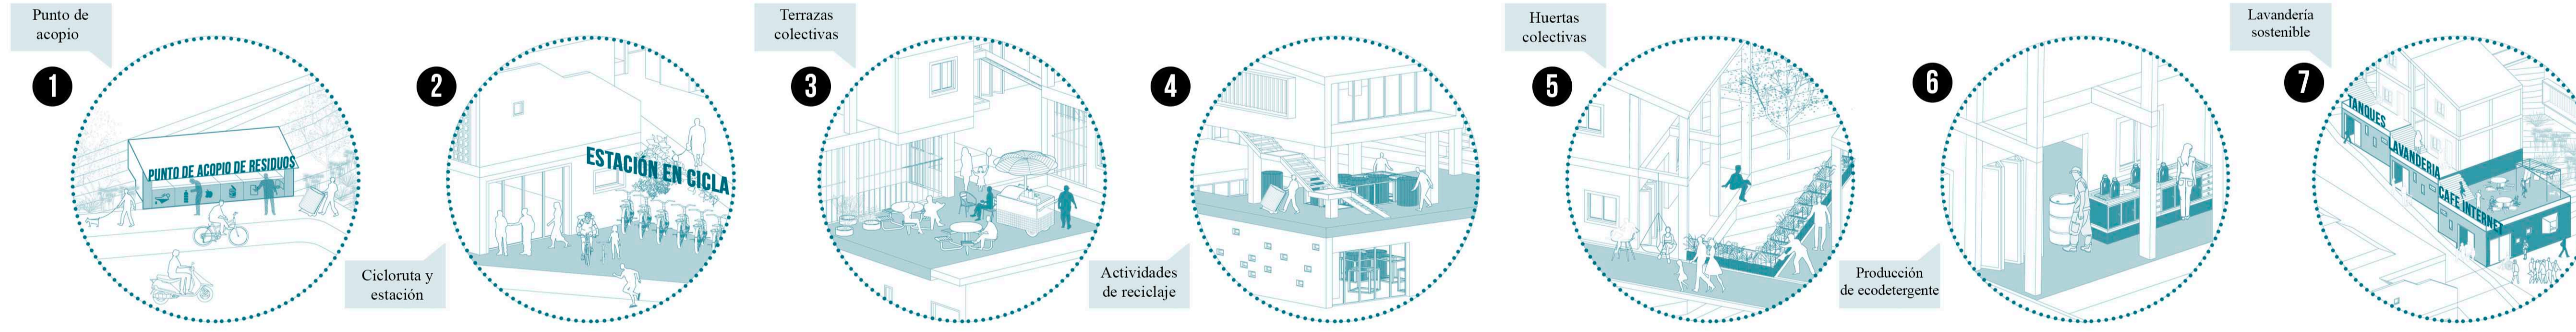 Punto de
acopio
1
PUNTO DE ACOPIO DE RESIDUOS
Cicloruta y
estación
2
ESTACIÓN EN CICLA
Terrazas
colectivas
3
Actividades
de reciclaje
4
Huertas
colectivas
5
Producción
de ecodetergente
6
Lavandería
sostenible
7
TANQUES
LAVANDERIA
CAFE INTERNET